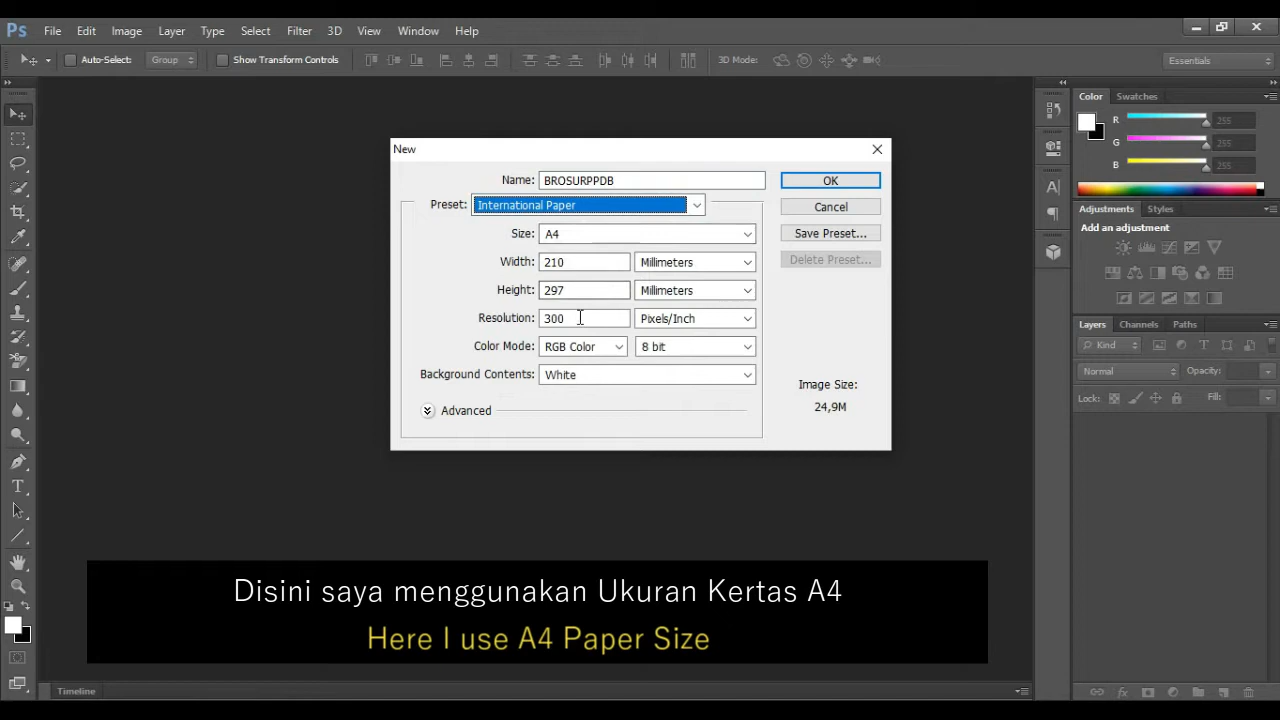 Ps File Edit Image Layer Type Select Filter 3D View Window Help
Auto-Select: Group Show Transform Controls 3D Mode: Essentials
Color Swatches
R 255
G 255
B 255
Adjustments Styles
Add an adjustment
Layers Channels Paths
Kind
Normal Opacity:
Lock: Fill:
New
Name: BROSURPPDB OK
Preset: International Paper Cancel
Size: A4 Save Preset...
Width: 210 Millimeters Delete Preset...
Height: 297 Millimeters
Resolution: 300 Pixels/Inch
Color Mode: RGB Color 8 bit
Background Contents: White Image Size:
Advanced 24,9M
Disini saya menggunakan Ukuran Kertas A4
Here I use A4 Paper Size
Timeline